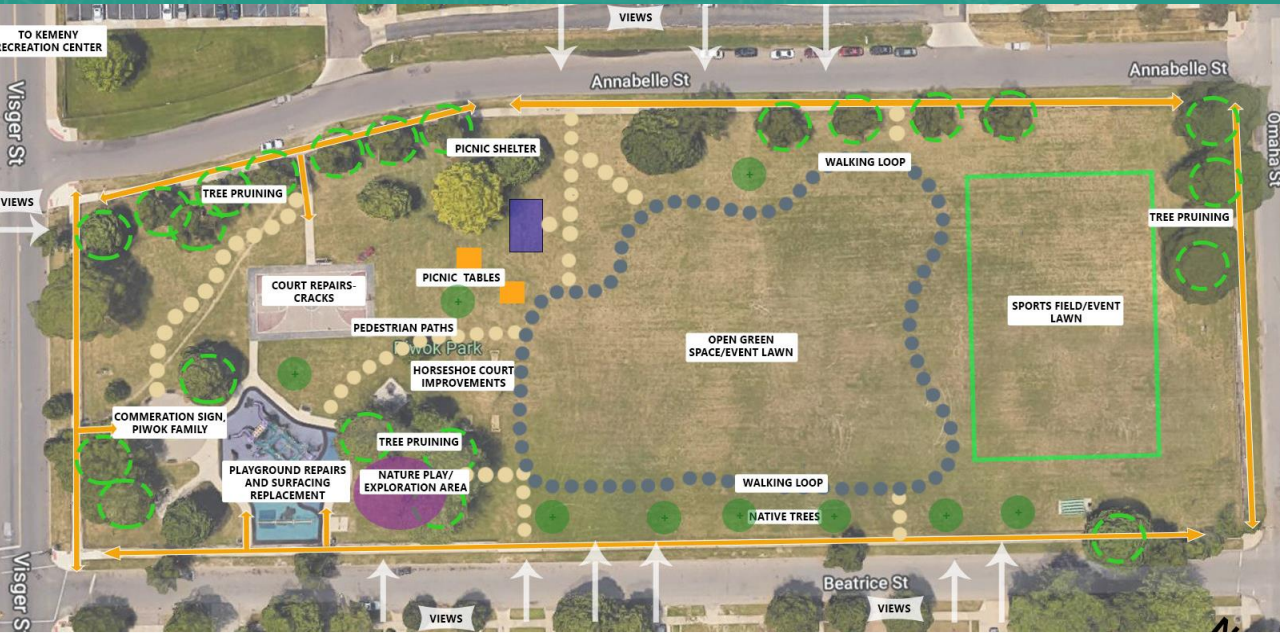 VIEWS
TO KEMENY
RECREATION CENTER
Annabelle St
Annabelle St
Visger St
Omaha St
PICNIC SHELTER
WALKING LOOP
TREE PRUINING
VIEWS
TREE PRUINING
PICNIC TABLES
COURT REPAIRS-
CRACKS
SPORTS FIELD/EVENT
LAWN
PEDESTRIAN PATHS
Piwok Park
OPEN GREEN
SPACE/EVENT LAWN
HORSESHOE COURT
IMPROVEMENTS
COMMERATION SIGN,
PIWOK FAMILY
TREE PRUINING
PLAYGROUND REPAIRS
AND SURFACING
REPLACEMENT
NATURE PLAY/
EXPLORATION AREA
WALKING LOOP
NATIVE TREES
Visger S
Beatrice St
VIEWS
VIEWS